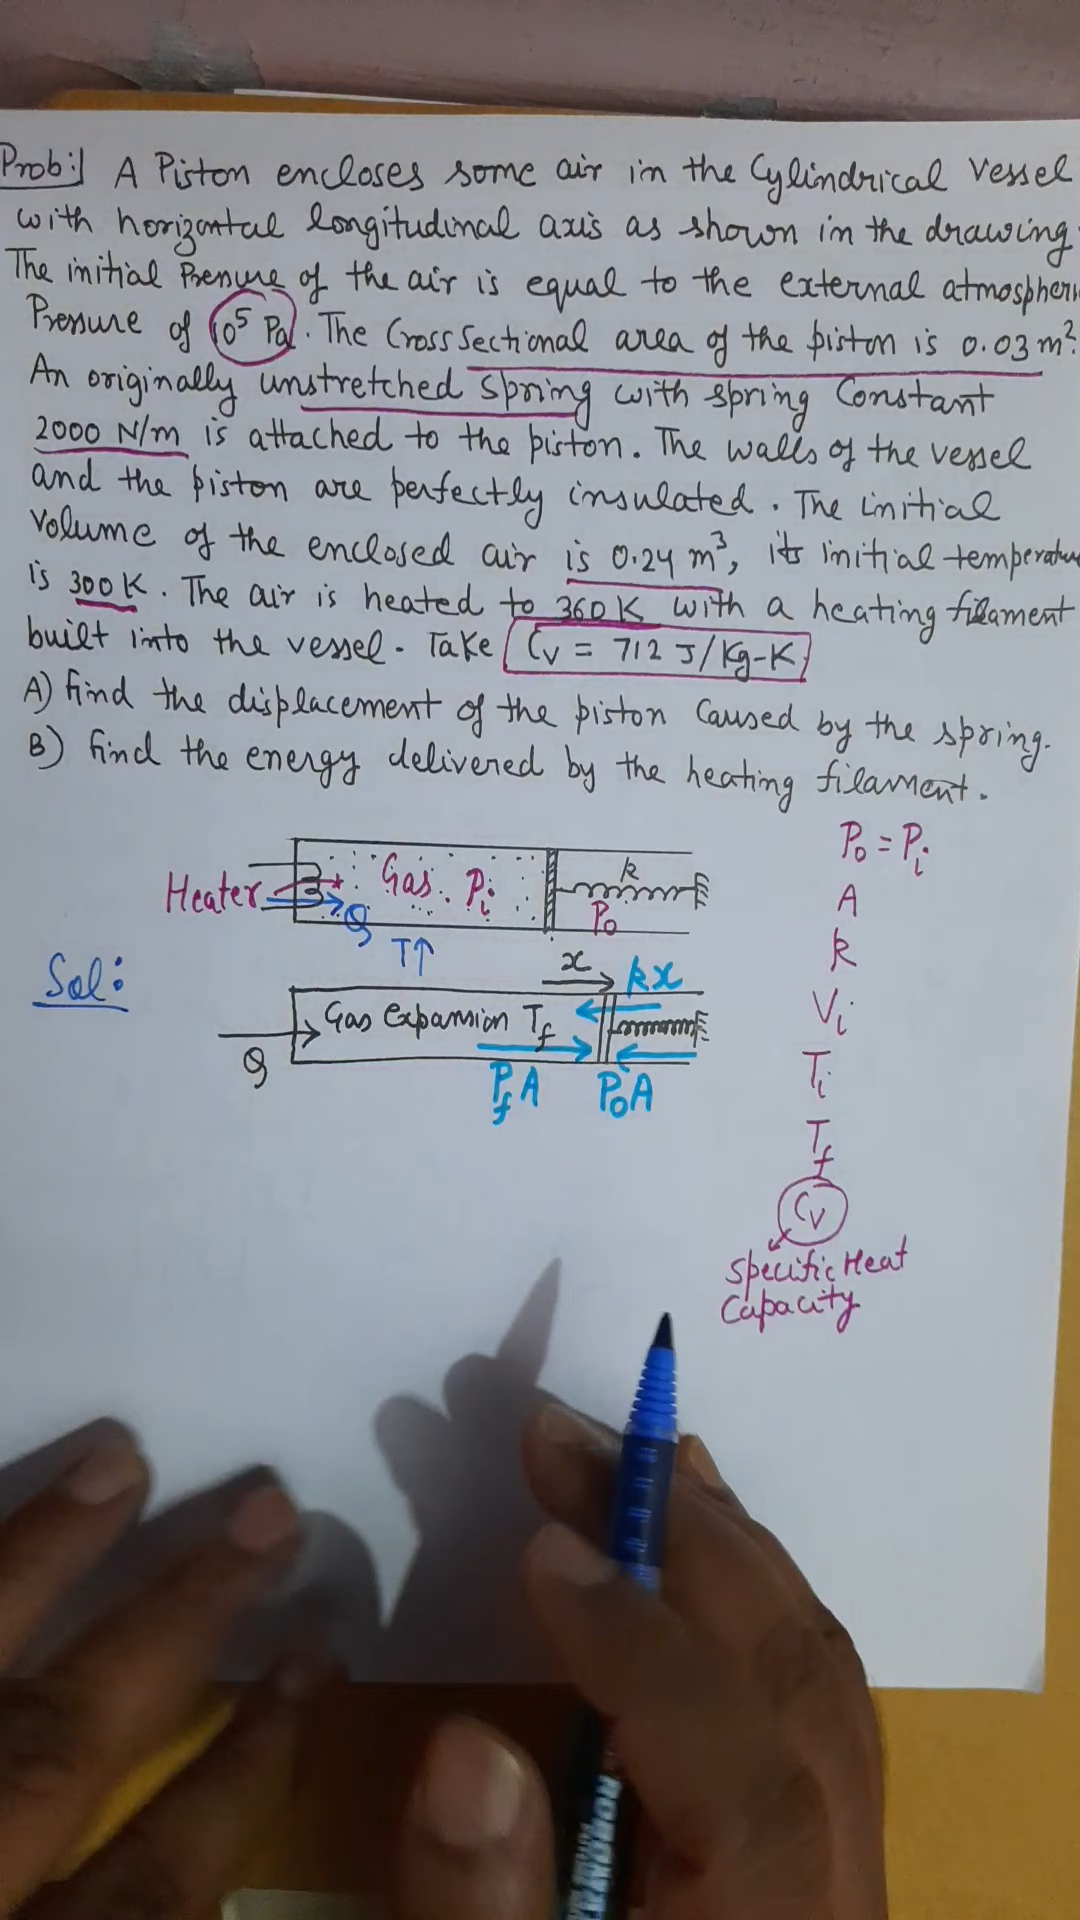 Prob:] A Piston encloses some air in the Cylindrical Vessel
with horizontal longitudinal axis as shown in the drawing.
The initial Pressure of the air is equal to the external atmospheri
Pressure of 10⁵ Pa. The Cross Sectional area of the piston is 0.03 m².
An originally unstretched spring with spring Constant
2000 N/m is attached to the piston. The walls of the vessel
and the piston are perfectly insulated. The initial
Volume of the enclosed air is 0.24 m³, its initial temperatu
is 300 K. The air is heated to 360 K with a heating filament
built into the vessel. Take Cv = 712 J/kg-K
A) find the displacement of the piston Caused by the spring.
B) find the energy delivered by the heating filament.
P₀ = Pᵢ
Heater Gas Pᵢ k
Q P₀ A
T↑ k
Sol: x kx
Gas Expansion T_f Vᵢ
Q P_f A P₀A Tᵢ
T_f
Cv
Specific Heat
Capacity